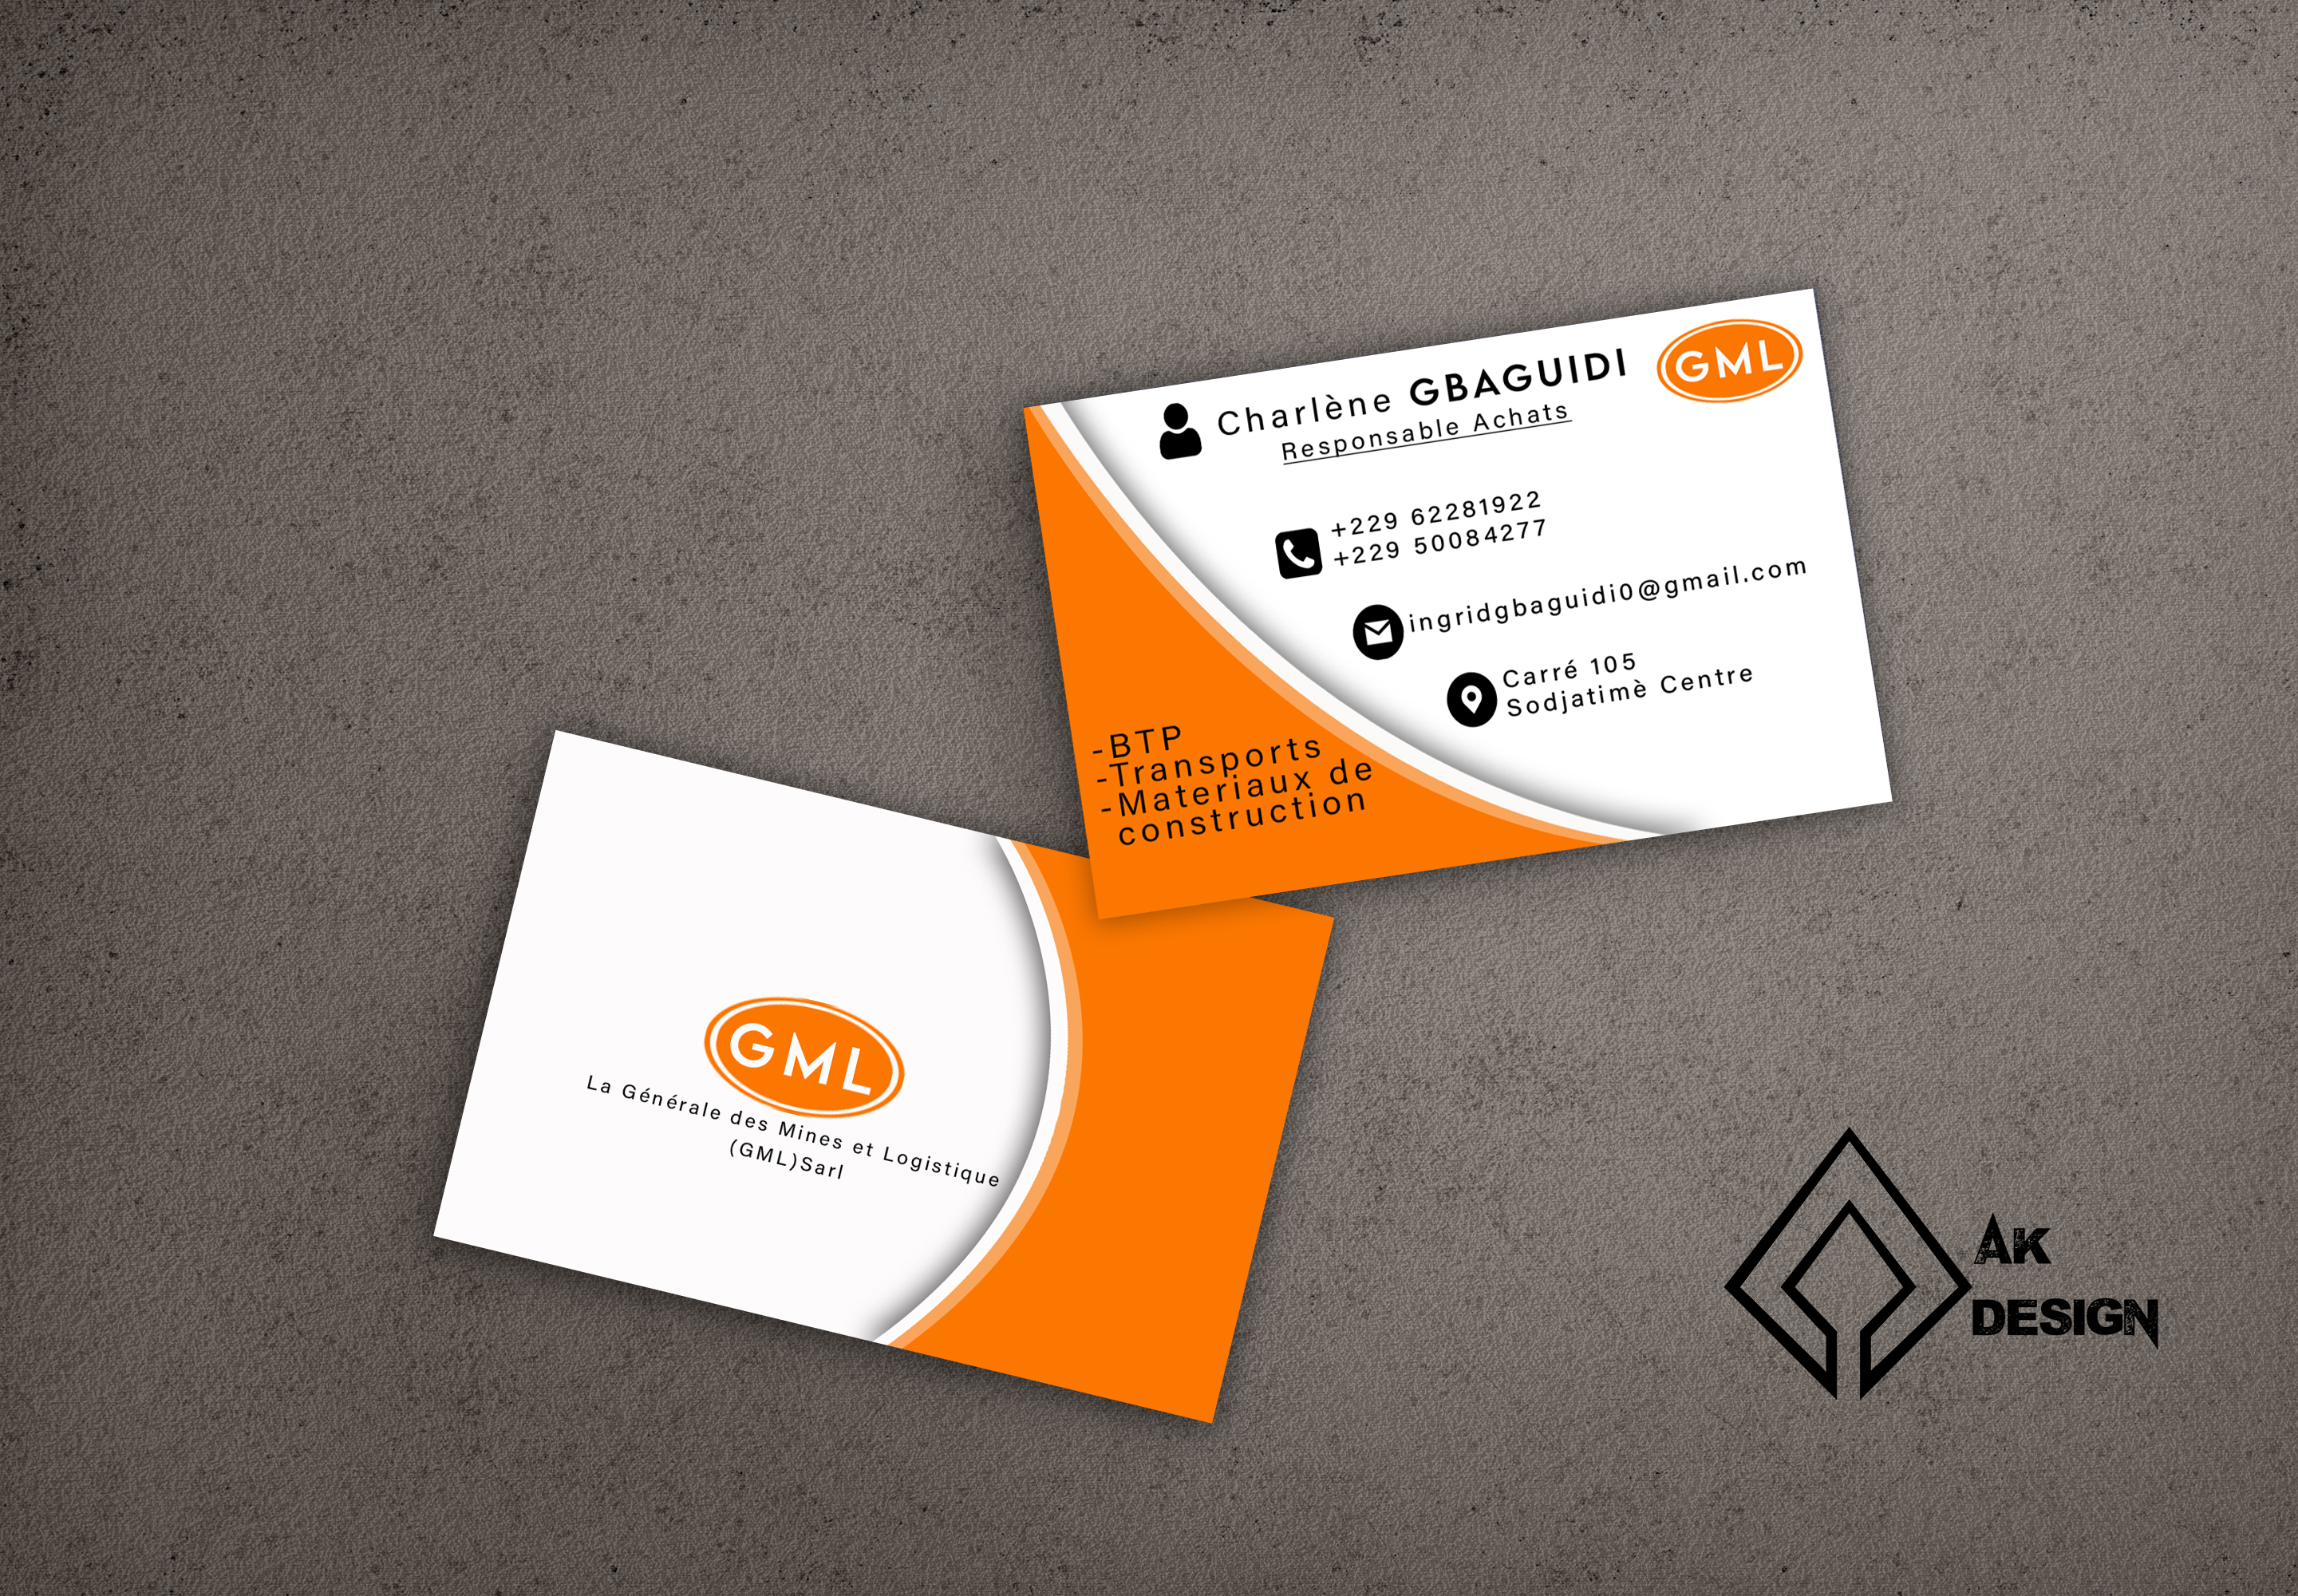 Charlène GBAGUIDI
GML
Responsable Achats
+229 62281922
+229 50084277
ingridgbaguidi0@gmail.com
Carré 105
Sodjatimè Centre
-BTP
-Transports
-Materiaux de
construction
GML
La Générale des Mines et Logistique
(GML)Sarl
AK
DESIGN